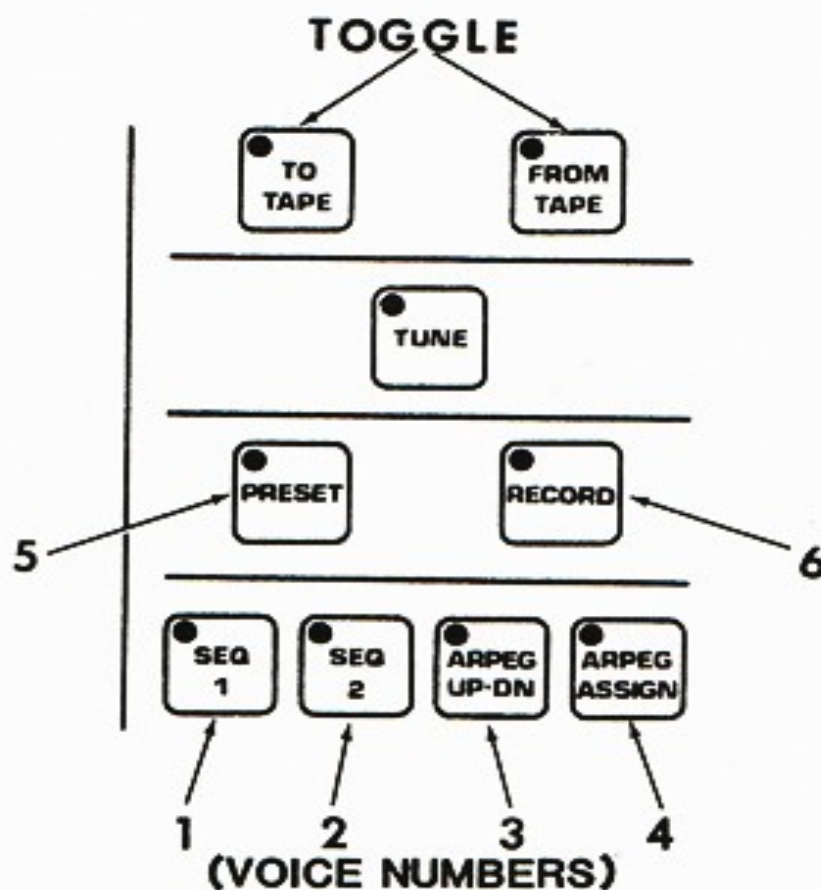 TOGGLE
TO
TAPE
FROM
TAPE
TUNE
PRESET
RECORD
5
6
SEQ
1
SEQ
2
ARPEG
UP-DN
ARPEG
ASSIGN
1
2
3
4
(VOICE NUMBERS)